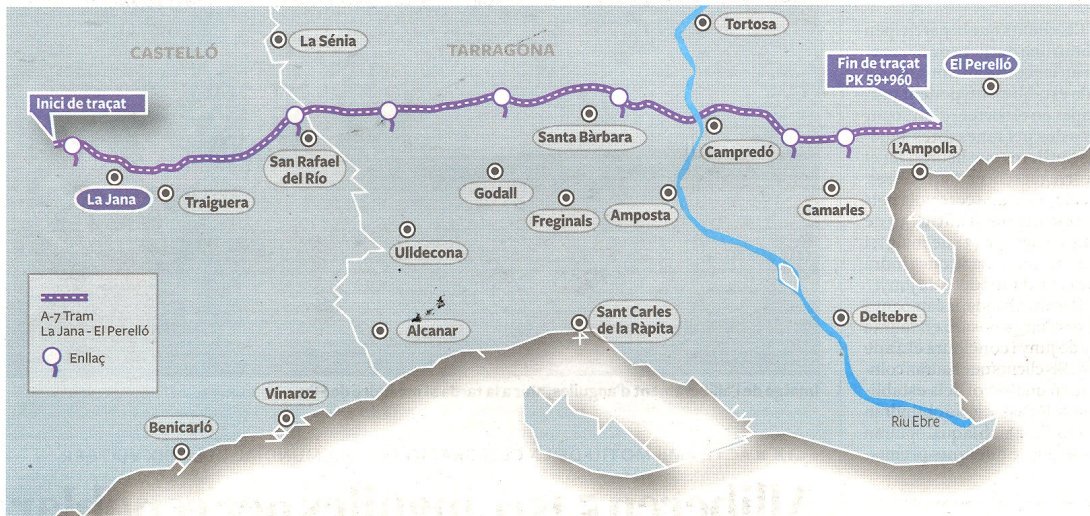 Tortosa
CASTELLÓ
La Sénia
TARRAGONA
Fin de traçat
PK 59+960
El Perelló
Inici de traçat
Santa Bàrbara
Campredó
L'Ampolla
San Rafael
del Río
La Jana
Traiguera
Godall
Freginals
Amposta
Camarles
Ulldecona
A-7 Tram
La Jana - El Perelló
Enllaç
Alcanar
Sant Carles
de la Ràpita
Deltebre
Vinaroz
Benicarló
Riu Ebre